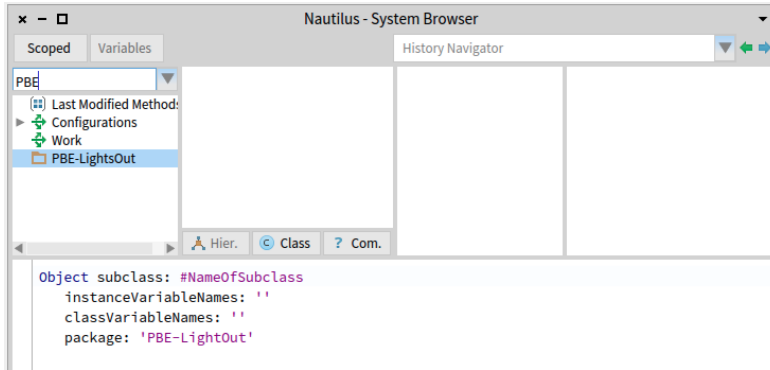 Nautilus - System Browser
Scoped
Variables
History Navigator
PBE
Last Modified Methods
Configurations
Work
PBE-LightsOut
Hier.
Class
? Com.
Object subclass: #NameOfSubclass
instanceVariableNames: ''
classVariableNames: ''
package: 'PBE-LightOut'